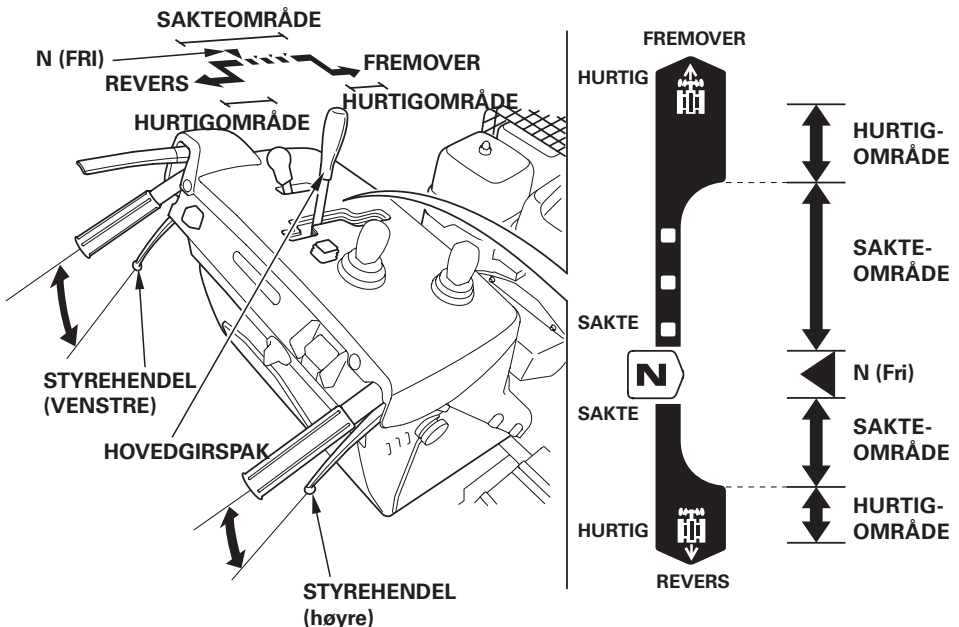 SAKTEOMRÅDE
N (FRI)
REVERS
FREMOVER
HURTIGOMRÅDE
HURTIGOMRÅDE
STYREHENDEL
(VENSTRE)
HOVEDGIRSPAK
STYREHENDEL
(høyre)
FREMOVER
HURTIG
HURTIG-
OMRÅDE
SAKTE-
OMRÅDE
SAKTE
N
N (Fri)
SAKTE
SAKTE-
OMRÅDE
HURTIG
HURTIG-
OMRÅDE
REVERS